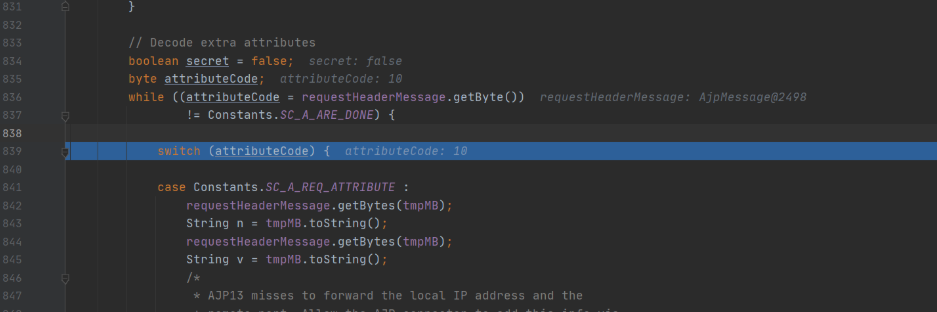 831 }
832
833 // Decode extra attributes
834 boolean secret = false; secret: false
835 byte attributeCode; attributeCode: 10
836 while ((attributeCode = requestHeaderMessage.getByte()) requestHeaderMessage: AjpMessage@2498
837 != Constants.SC_A_ARE_DONE) {
838
839 switch (attributeCode) { attributeCode: 10
840
841 case Constants.SC_A_REQ_ATTRIBUTE :
842 requestHeaderMessage.getBytes(tmpMB);
843 String n = tmpMB.toString();
844 requestHeaderMessage.getBytes(tmpMB);
845 String v = tmpMB.toString();
846 /*
847 * AJP13 misses to forward the local IP address and the